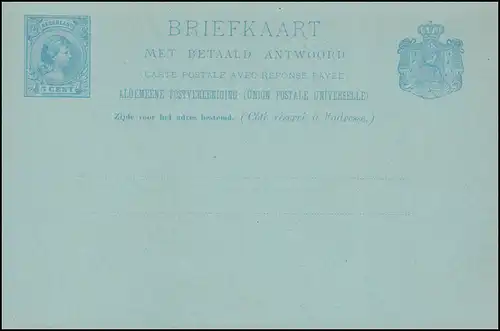 NEDERLAND
5 CENT
BRIEFKAART
MET BETAALD ANTWOORD
CARTE POSTALE AVEC RÉPONSE PAYÉE
ALGEMEENE POSTVEREENIGING (UNION POSTALE UNIVERSELLE)
Zijde voor het adres bestemd. (Côté réservé à l'adresse.)